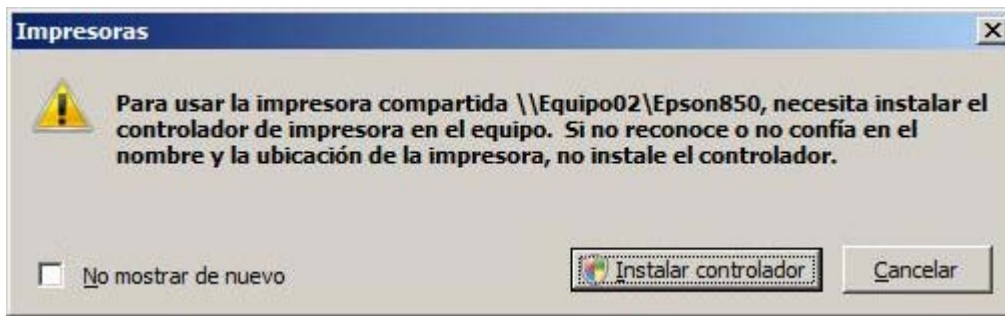 Impresoras
Para usar la impresora compartida \\Equipo02\Epson850, necesita instalar el
controlador de impresora en el equipo. Si no reconoce o no confía en el
nombre y la ubicación de la impresora, no instale el controlador.
No mostrar de nuevo
Instalar controlador
Cancelar